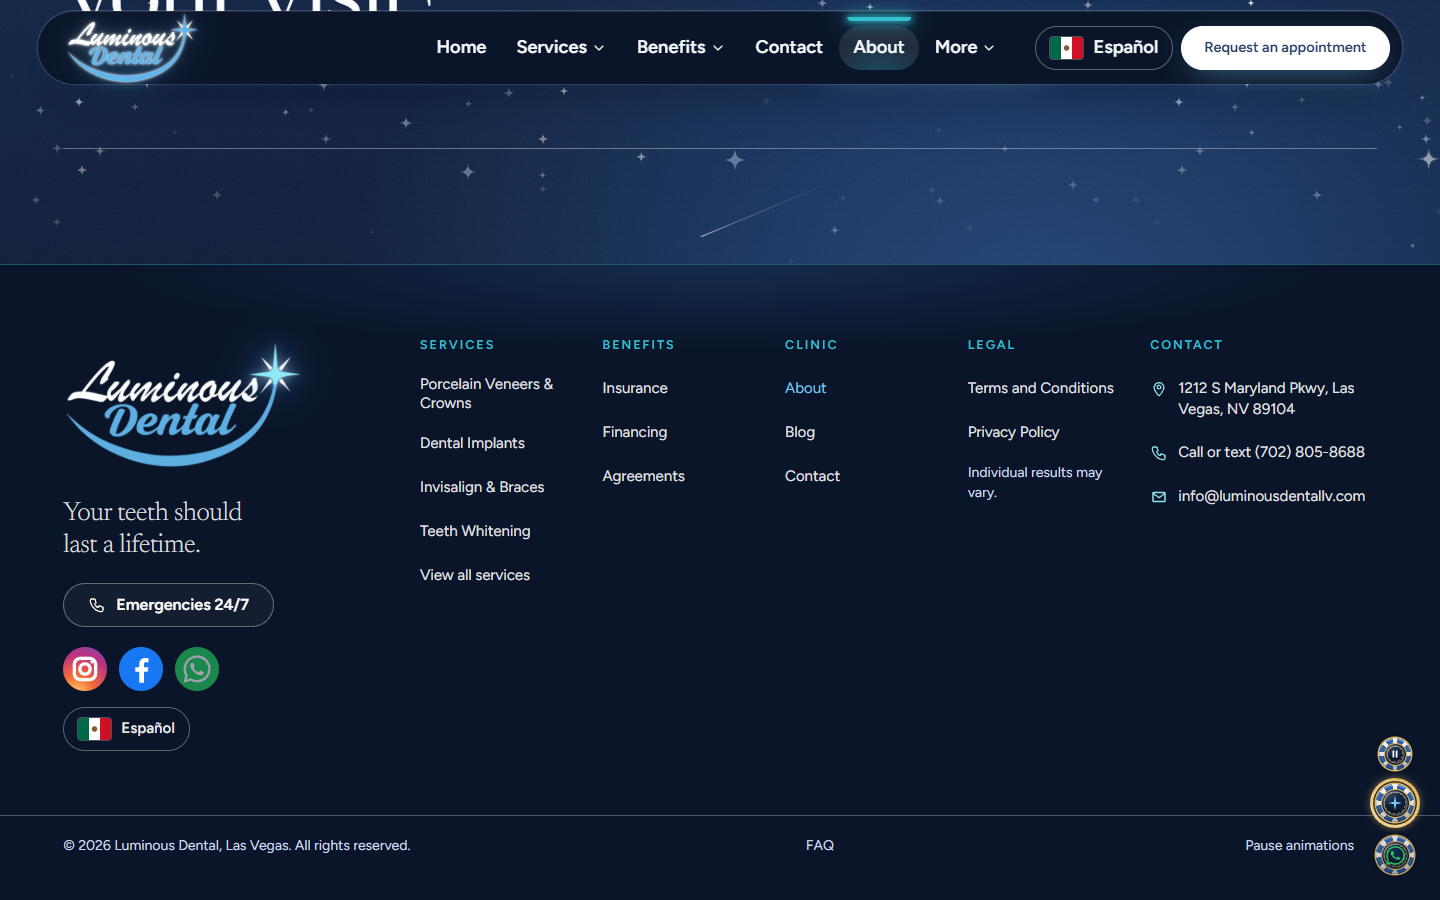 your visit
Luminous
Dental
Home
Services
Benefits
Contact
About
More
Español
Request an appointment
Luminous
Dental
Your teeth should
last a lifetime.
Emergencies 24/7
Español
SERVICES
Porcelain Veneers &
Crowns
Dental Implants
Invisalign & Braces
Teeth Whitening
View all services
BENEFITS
Insurance
Financing
Agreements
CLINIC
About
Blog
Contact
LEGAL
Terms and Conditions
Privacy Policy
Individual results may
vary.
CONTACT
1212 S Maryland Pkwy, Las
Vegas, NV 89104
Call or text (702) 805-8688
info@luminousdentallv.com
© 2026 Luminous Dental, Las Vegas. All rights reserved.
FAQ
Pause animations